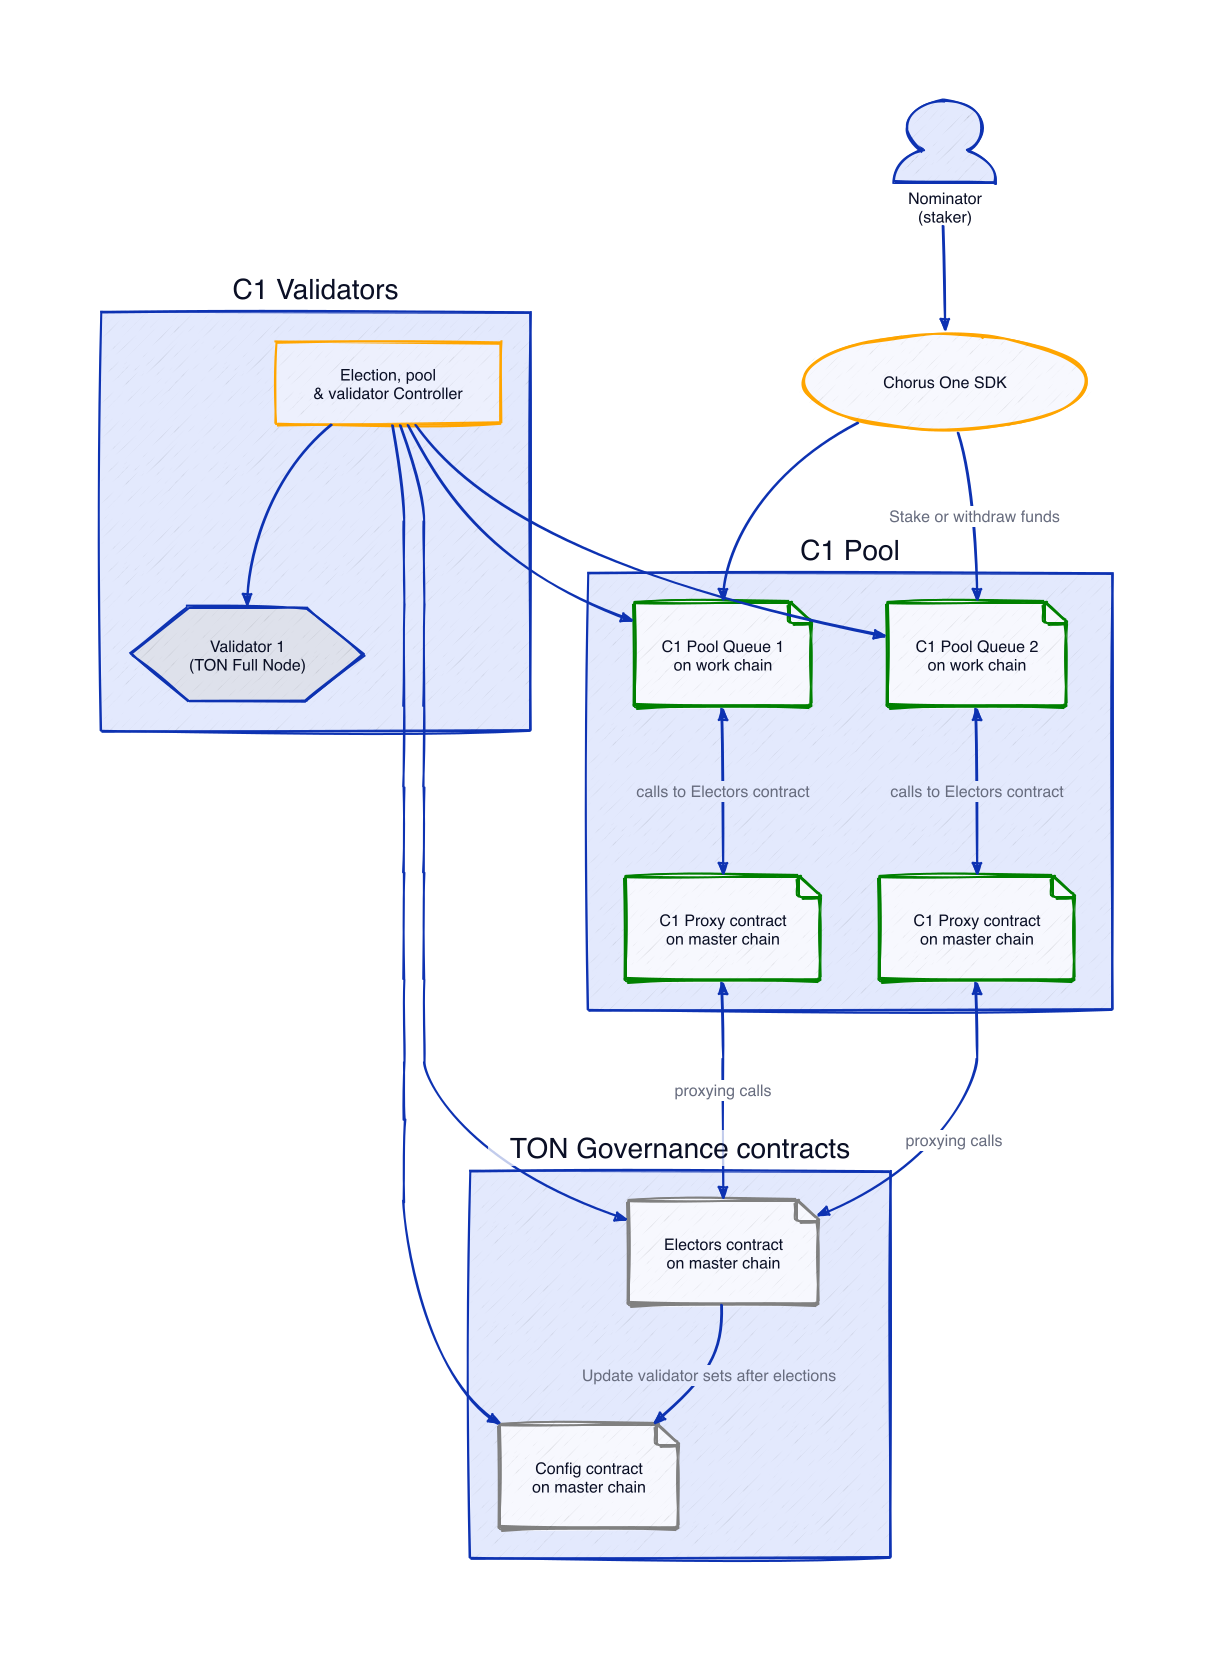 Nominator
(staker)
C1 Validators
Election, pool
& validator Controller
Chorus One SDK
Stake or withdraw funds
C1 Pool
Validator 1
(TON Full Node)
C1 Pool Queue 1
on work chain
C1 Pool Queue 2
on work chain
calls to Electors contract
calls to Electors contract
C1 Proxy contract
on master chain
C1 Proxy contract
on master chain
proxying calls
proxying calls
TON Governance contracts
Electors contract
on master chain
Update validator sets after elections
Config contract
on master chain